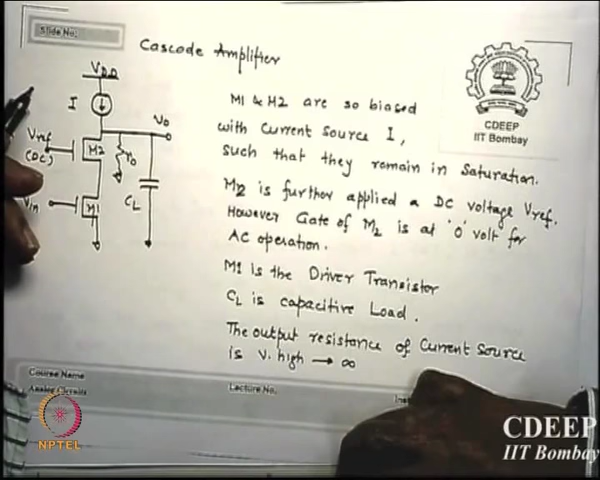 Slide No.
Cascode Amplifier
VDD
I
Vo
Vref
(DC)
M2
ro
CL
Vin
M1
M1 & M2 are so biased
with Current Source I,
such that they remain in Saturation.
M2 is further applied a DC voltage Vref.
However Gate of M2 is at 'O' volt for
AC operation.
M1 is the Driver Transistor
CL is capacitive Load.
The output resistance of Current Source
is v. high → ∞
CDEEP
IIT Bombay
Course Name
Analog Circuits
Lecture No.
Ins
NPTEL
CDEEP
IIT Bombay